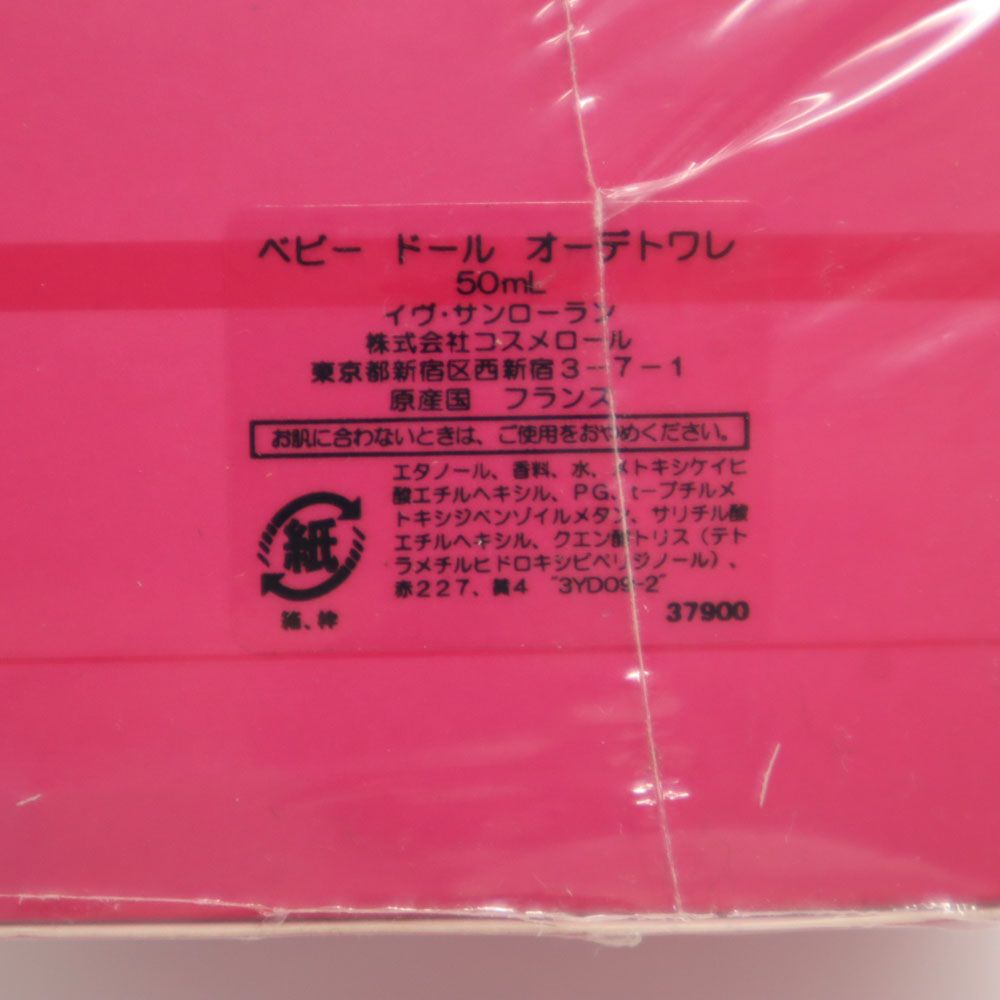 ベビー ドール オーデトワレ
50mL
イヴ・サンローラン
株式会社コスメロール
東京都新宿区西新宿3-7-1
原産国 フランス
お肌に合わないときは、ご使用をおやめください。
エタノール、香料、水、メトキシケイヒ
酸エチルヘキシル、PG、t-ブチルメ
トキシジベンゾイルメタン、サリチル酸
エチルヘキシル、クエン酸トリス(テト
ラメチルヒドロキシピペリジノール)、
赤227、黄4 "3YD09-2"
紙
箱、枠
37900